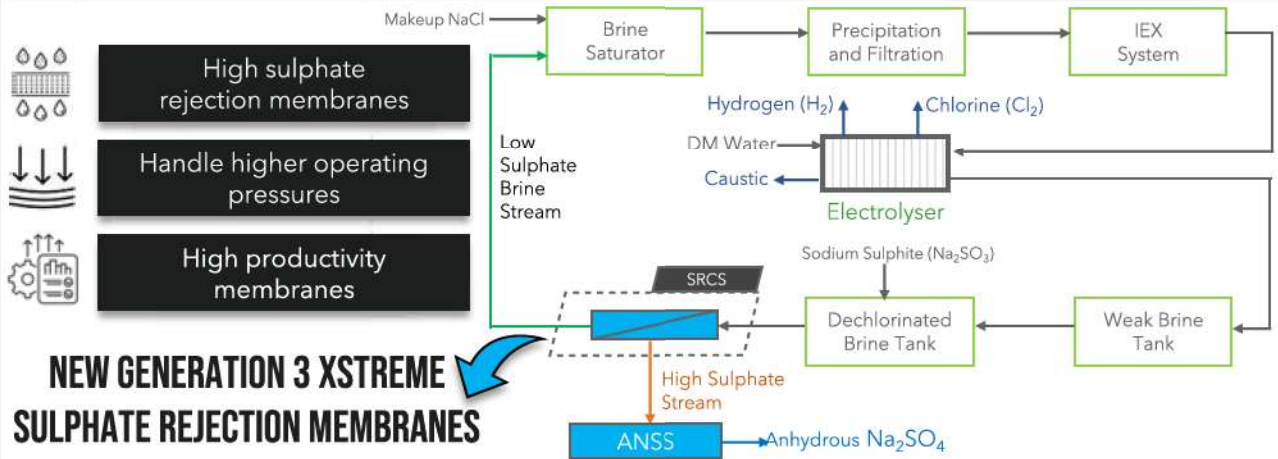 High sulphate
rejection membranes
Handle higher operating
pressures
High productivity
membranes
NEW GENERATION 3 XSTREME
SULPHATE REJECTION MEMBRANES
Makeup NaCl
Brine
Saturator
Precipitation
and Filtration
IEX
System
Hydrogen (H₂)
Chlorine (Cl₂)
DM Water
Caustic
Electrolyser
Low
Sulphate
Brine
Stream
Sodium Sulphite (Na₂SO₃)
SRCS
Dechlorinated
Brine Tank
Weak Brine
Tank
High Sulphate
Stream
ANSS
Anhydrous Na₂SO₄